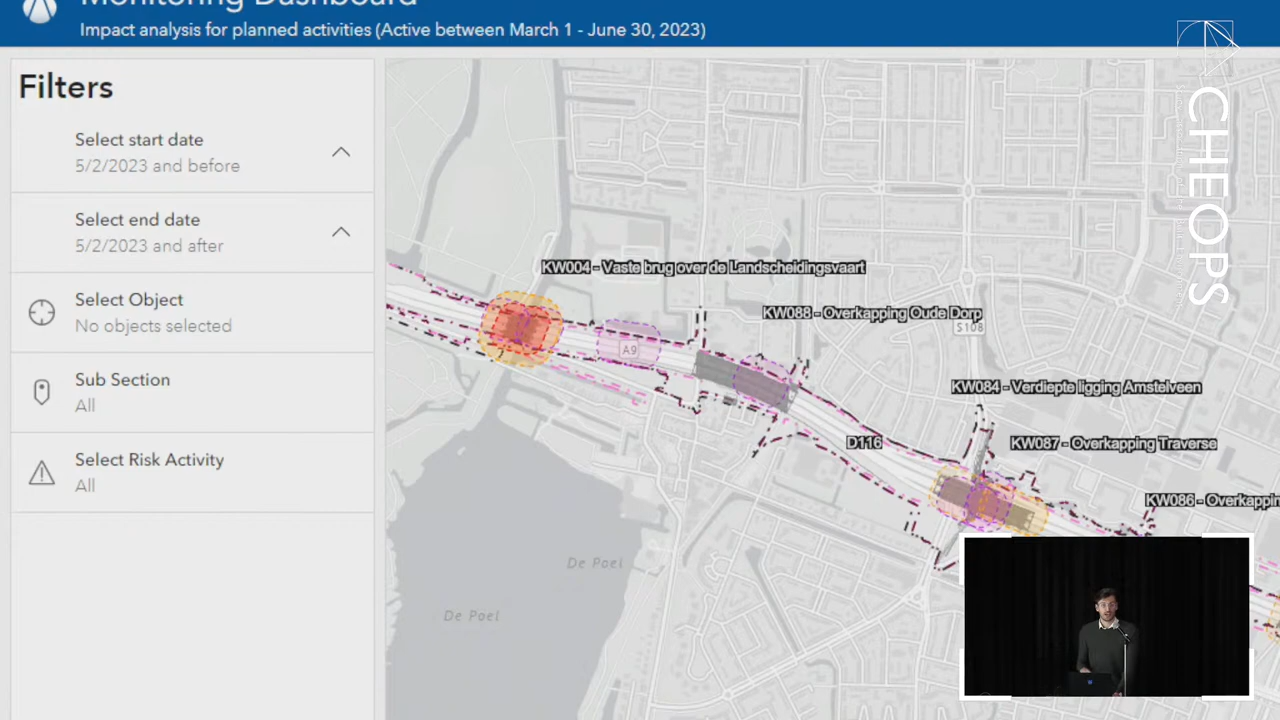 Monitoring Dashboard
Impact analysis for planned activities (Active between March 1 - June 30, 2023)
Filters
Select start date
5/2/2023 and before
Select end date
5/2/2023 and after
Select Object
No objects selected
Sub Section
All
Select Risk Activity
All
KW004 - Vaste brug over de Landscheidingsvaart
KW088 - Overkapping Oude Dorp
S108
A9
KW084 - Verdiepte ligging Amstelveen
D116
KW087 - Overkapping Traverse
KW086 - Overkappin
De Poel
De Poel
CHEOPS